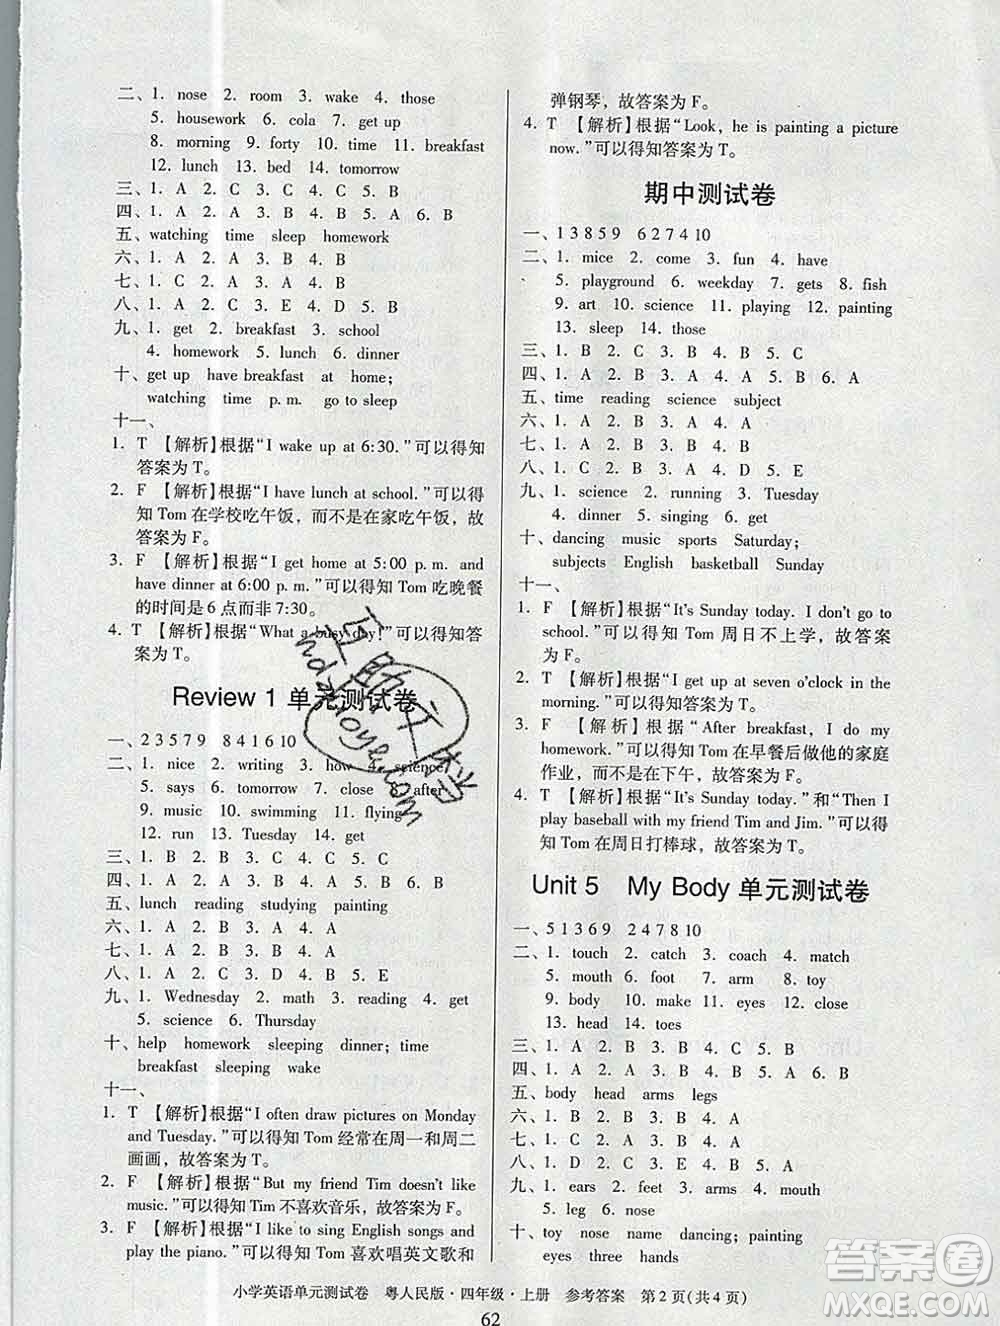 二、1. nose 2. room 3. wake 4. those
5. housework 6. cola 7. get up
8. morning 9. forty 10. 11. breakfast
12. lunch 13. bed 14. tomorrow
三、1. A 2. C 3. C 4. C 5. B
四、1. A 2. A 3. B 4. B 5. A 6. B
五、watching time sleep homework
六、1. A 2. B 3. A 4. C 5. B
七、1. C 2. A 3. B 4. A 5. C
八、1. A 2. C 3. E 4. D 5. B
九、1. get 2. breakfast 3. school
4. homework 5. lunch 6. dinner
十、get up have breakfast at home;
watching time p. m. go to sleep
十一、
1. T 【解析】根据“I wake up at 6:30.”可以得知
答案为 T。
2. F 【解析】根据“I have lunch at school.”可以得
知 Tom 在学校吃午饭，而不是在家吃午饭，故
答案为 F。
3. F 【解析】根据“I get home at 5:00 p. m. and
have dinner at 6:00 p. m.”可以得知 Tom 吃晚餐
的时间是 6 点而非 7:30。
4. T 【解析】根据“What a busy day!”可以得知答
案为 T。
Review 1 单元测试卷
一、2 3 5 7 9 8 4 1 6 10
二、1. nice 2. writing 3. how 4. science
5. says 6. tomorrow 7. close 8. after
9. music 10. swimming 11. flying
12. run 13. Tuesday 14. get
三、1. B 2. B 3. C 4. C 5. C
四、1. A 2. A 3. A 4. B 5. B 6. A
五、lunch reading studying painting
六、1. A 2. B 3. A 4. A
七、1. A 2. C 3. A 4. B 5. A
八、1. A 2. C 3. D 4. B 5. E
九、1. Wednesday 2. math 3. reading 4. get
5. science 6. Thursday
十、help homework sleeping dinner; time
breakfast sleeping wake
十一、
1. T 【解析】根据“I often draw pictures on Monday
and Tuesday.”可以得知 Tom 经常在周一和周二
画画，故答案为 T。
2. F 【解析】根据“But my friend Tim doesn't like
music.”可以得知 Tim 不喜欢音乐，故答案为 F。
3. F 【解析】根据“I like to sing English songs and
play the piano.”可以得知 Tom 喜欢唱英文歌和
弹钢琴，故答案为 F。
4. T 【解析】根据“Look, he is painting a picture
now.”可以得知答案为 T。
期中测试卷
一、1 3 8 5 9 6 2 7 4 10
二、1. mice 2. come 3. fun 4. have
5. playground 6. weekday 7. gets 8. fish
9. art 10. science 11. playing 12. painting
13. sleep 14. those
三、1. B 2. C 3. B 4. B 5. C
四、1. A 2. B 3. A 4. A 5. B 6. A
五、time reading science subject
六、1. A 2. C 3. B 4. A 5. C
七、1. A 2. B 3. B 4. A 5. A
八、1. C 2. B 3. A 4. D 5. E
九、1. science 2. running 3. Tuesday
4. dinner 5. singing 6. get
十、dancing music sports Saturday;
subjects English basketball Sunday
十一、
1. F 【解析】根据“It's Sunday today. I don't go to
school.”可以得知 Tom 周日不上学，故答案
为 F。
2. T 【解析】根据“I get up at seven o'clock in the
morning.”可以得知答案为 T。
3. F 【解析】根据“After breakfast, I do my
homework.”可以得知 Tom 在早餐后做他的家庭
作业，而不是在下午，故答案为 F。
4. T 【解析】根据“It's Sunday today.”和“Then I
play baseball with my friend Tim and Jim.”可以得知
Tom 在周日打棒球，故答案为 T。
Unit 5 My Body 单元测试卷
一、5 1 3 6 9 2 4 7 8 10
二、1. touch 2. catch 3. coach 4. match
5. mouth 6. foot 7. arm 8. toy
9. body 10. make 11. eyes 12. close
13. head 14. toes
三、1. A 2. B 3. B 4. C 5. B
四、1. A 2. A 3. B 4. A 5. B 6. A
五、body head arms legs
六、1. B 2. B 3. B 4. A
七、1. C 2. A 3. B 4. B 5. A
八、1. D 2. C 3. E 4. A 5. B
九、1. ears 2. feet 3. arms 4. mouth
5. leg 6. nose
十、toy nose name dancing; painting
eyes three hands
小学英语单元测试卷 粤人民版·四年级·上册 参考答案 第 2 页(共 4 页)
62
互助文档
hdzhoye.com
答案圈
MXQE.COM